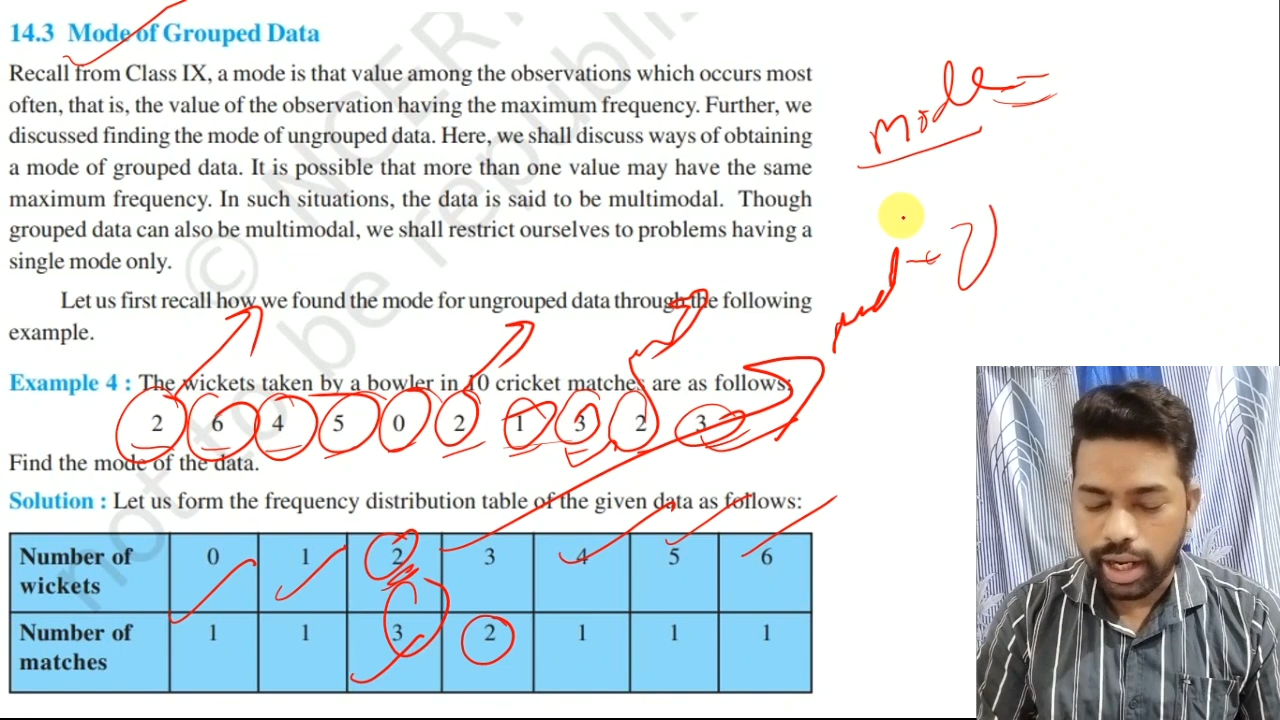 14.3 Mode of Grouped Data
Recall from Class IX, a mode is that value among the observations which occurs most
often, that is, the value of the observation having the maximum frequency. Further, we
discussed finding the mode of ungrouped data. Here, we shall discuss ways of obtaining
a mode of grouped data. It is possible that more than one value may have the same
maximum frequency. In such situations, the data is said to be multimodal. Though
grouped data can also be multimodal, we shall restrict ourselves to problems having a
single mode only.
Let us first recall how we found the mode for ungrouped data through the following
example.
Example 4 : The wickets taken by a bowler in 10 cricket matches are as follows:
2 6 4 5 0 2 1 3 2 3
Find the mode of the data.
Solution : Let us form the frequency distribution table of the given data as follows:
Number of wickets 0 1 2 3 4 5 6
Number of matches 1 1 3 2 1 1 1
mode =
© NCERT
not to be republis